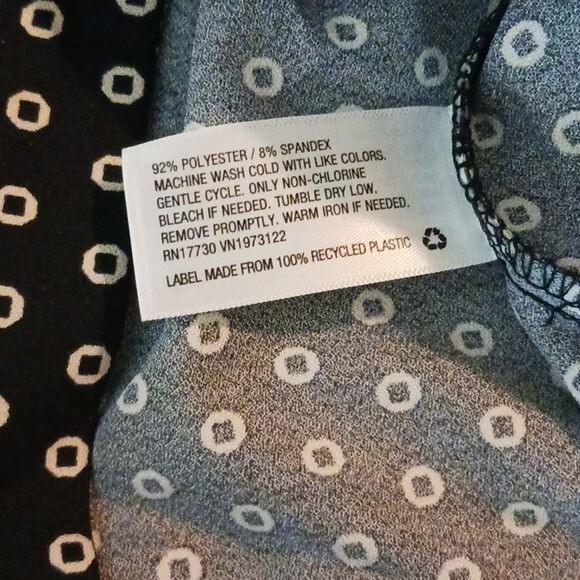 92% POLYESTER / 8% SPANDEX
MACHINE WASH COLD WITH LIKE COLORS.
GENTLE CYCLE. ONLY NON-CHLORINE
BLEACH IF NEEDED. TUMBLE DRY LOW.
REMOVE PROMPTLY. WARM IRON IF NEEDED.
RN17730 VN1973122
LABEL MADE FROM 100% RECYCLED PLASTIC